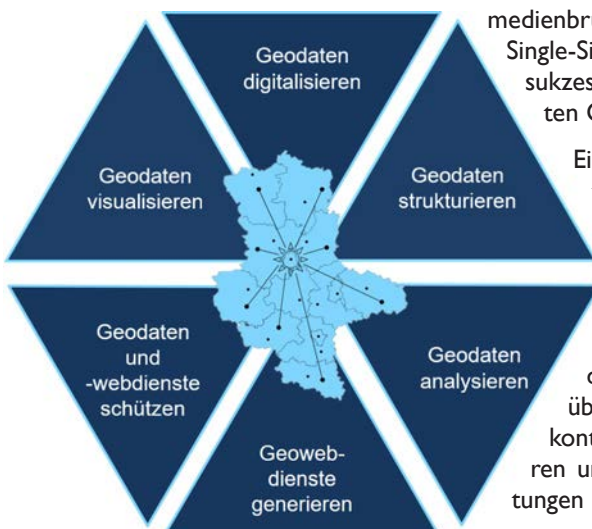 Geodaten
digitalisieren
Geodaten
strukturieren
Geodaten
analysieren
Geoweb-
dienste
generieren
Geodaten
und
-webdienste
schützen
Geodaten
visualisieren
Single-Si
sukzes
ten
Ei
üb
kont
ren
tungen